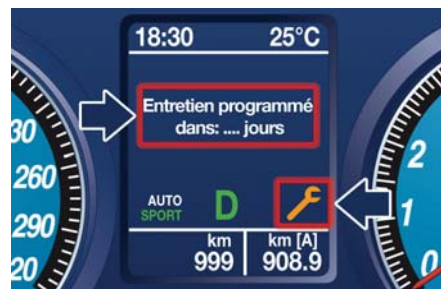 18:30 25°C
Entretien programmé
dans: .... jours
AUTO
SPORT
D
km
999
km [A]
908.9
30
260
290
20
2
1
0